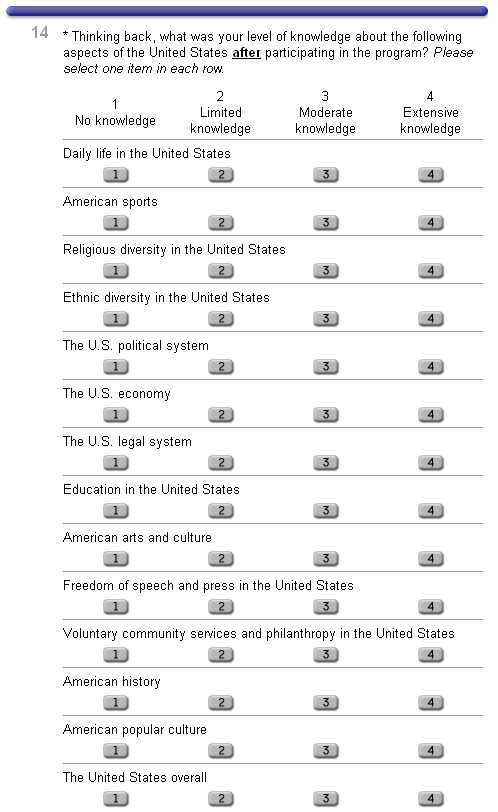 14 * Thinking back, what was your level of knowledge about the following
aspects of the United States after participating in the program? Please
select one item in each row.
1 2 3 4
No knowledge Limited knowledge Moderate knowledge Extensive knowledge
Daily life in the United States
1 2 3 4
American sports
1 2 3 4
Religious diversity in the United States
1 2 3 4
Ethnic diversity in the United States
1 2 3 4
The U.S. political system
1 2 3 4
The U.S. economy
1 2 3 4
The U.S. legal system
1 2 3 4
Education in the United States
1 2 3 4
American arts and culture
1 2 3 4
Freedom of speech and press in the United States
1 2 3 4
Voluntary community services and philanthropy in the United States
1 2 3 4
American history
1 2 3 4
American popular culture
1 2 3 4
The United States overall
1 2 3 4